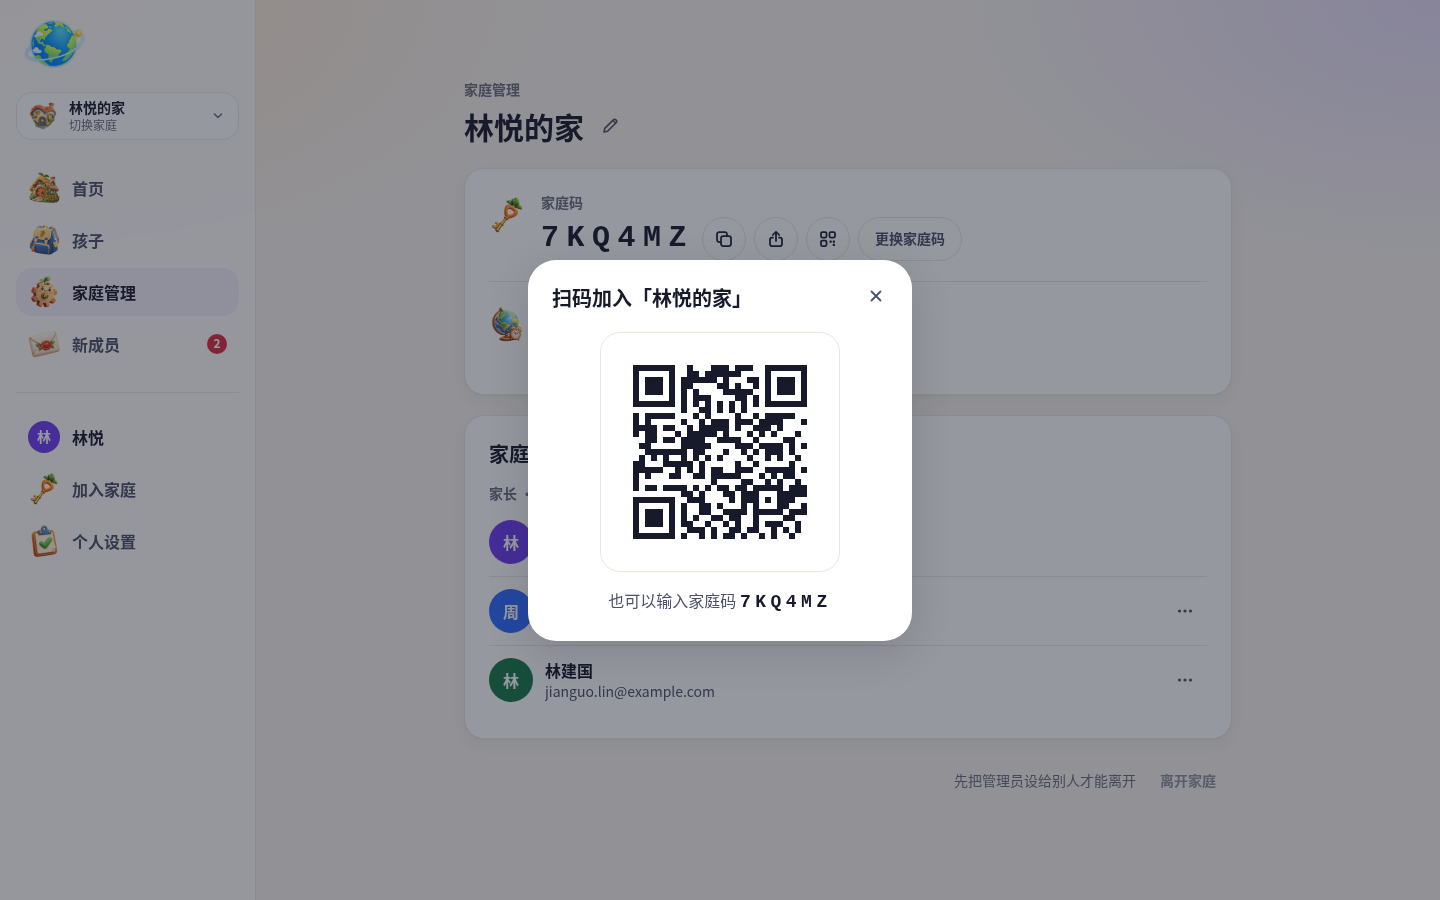 林悦的家
切换家庭
首页
孩子
家庭管理
新成员
2
林
林悦
加入家庭
个人设置
家庭管理
林悦的家
家庭码
7KQ4MZ
更换家庭码
扫码加入「林悦的家」
也可以输入家庭码 7KQ4MZ
家庭
家长
林
周
林
林建国
jianguo.lin@example.com
先把管理员设给别人才能离开
离开家庭